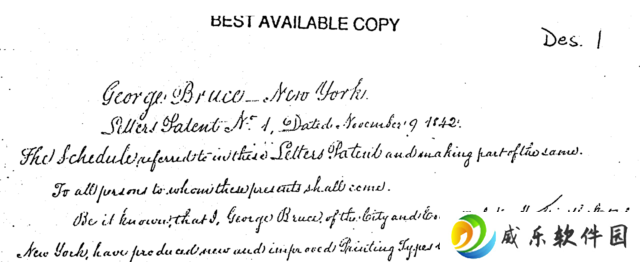 BEST AVAILABLE COPY
Des. 1
George Bruce — New York.
Letters Patent No. 1, Dated November 9 1842.
The Schedule referred to in these Letters Patent and making part of the same.
To all persons to whom these presents shall come.
Be it known, that I, George Bruce, of the City and
New York, have produced new and improved Printing Types
威乐软件园